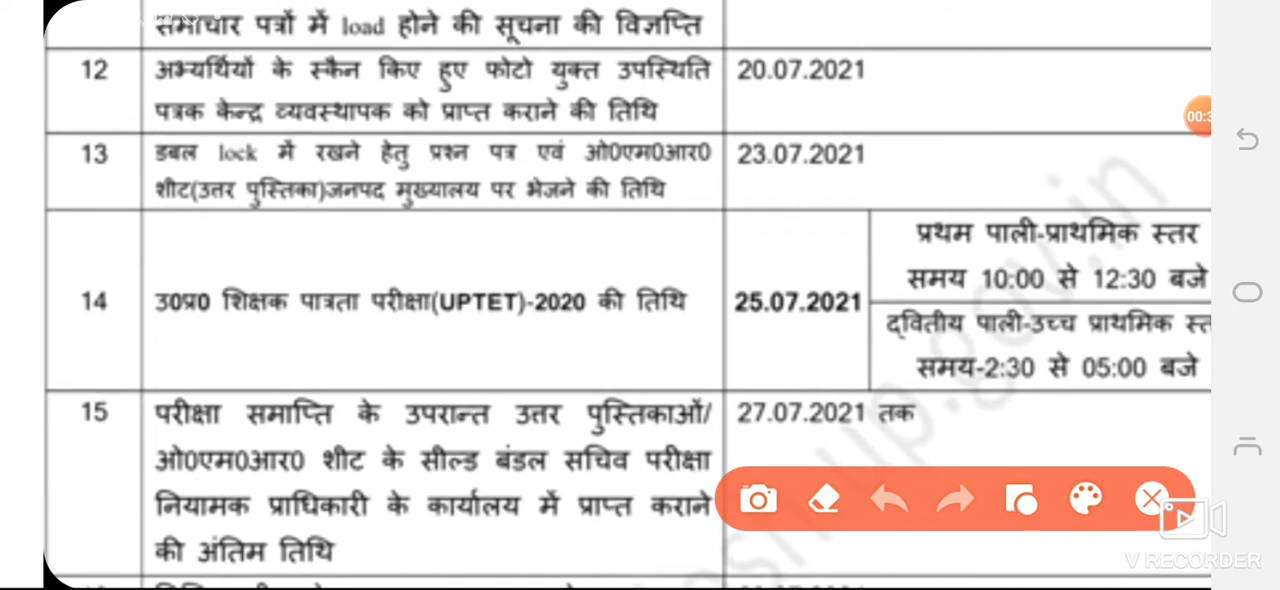 समाचार पत्रों में load होने की सूचना की विज्ञप्ति
12 अभ्यर्थियों के स्कैन किए हुए फोटो युक्त उपस्थिति 20.07.2021
पत्रक केन्द्र व्यवस्थापक को प्राप्त कराने की तिथि
13 डबल lock में रखने हेतु प्रश्न पत्र एवं ओ0एम0आर0 23.07.2021
शीट(उत्तर पुस्तिका)जनपद मुख्यालय पर भेजने की तिथि
14 उ0प्र0 शिक्षक पात्रता परीक्षा(UPTET)-2020 की तिथि 25.07.2021
प्रथम पाली-प्राथमिक स्तर
समय 10:00 से 12:30 बजे
द्वितीय पाली-उच्च प्राथमिक स्त
समय-2:30 से 05:00 बजे
15 परीक्षा समाप्ति के उपरान्त उत्तर पुस्तिकाओं/ 27.07.2021 तक
ओ0एम0आर0 शीट के सील्ड बंडल सचिव परीक्षा
नियामक प्राधिकारी के कार्यालय में प्राप्त कराने
की अंतिम तिथि
00:3
V RECORDER